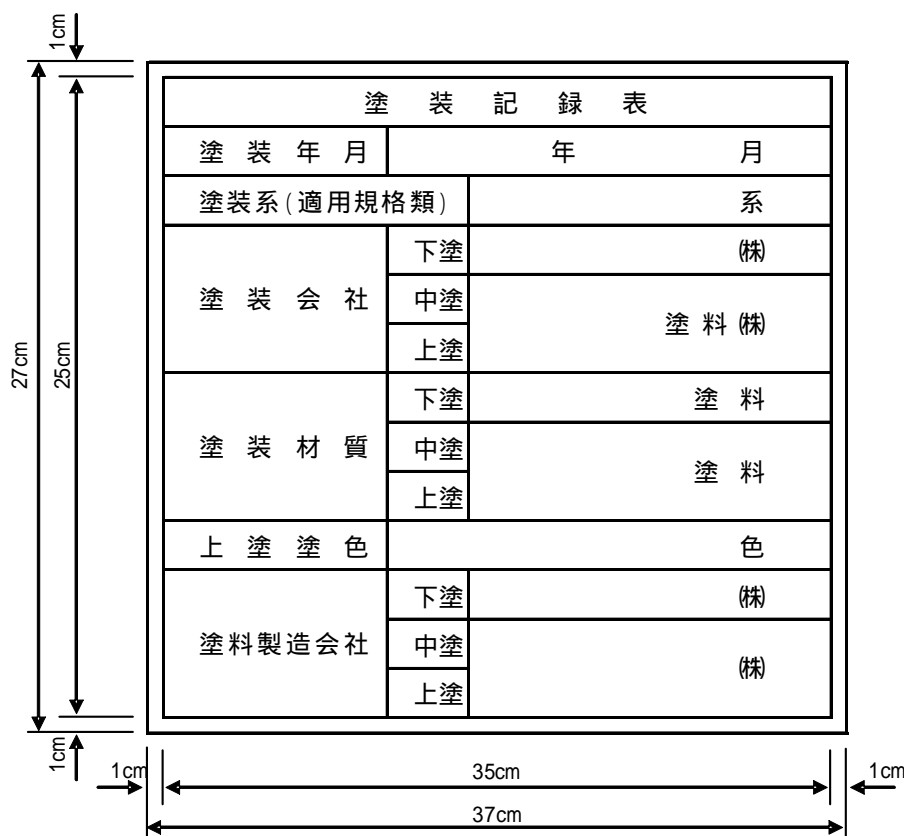 1cm
27cm
25cm
塗装記録表
塗装年月 年 月
塗装系(適用規格類) 系
塗装会社 下塗 ㈱
中塗 塗料㈱
上塗
塗装材質 下塗 塗料
中塗 塗料
上塗
上塗塗色 色
塗料製造会社 下塗 ㈱
中塗 ㈱
上塗
1cm
1cm 35cm 1cm
37cm